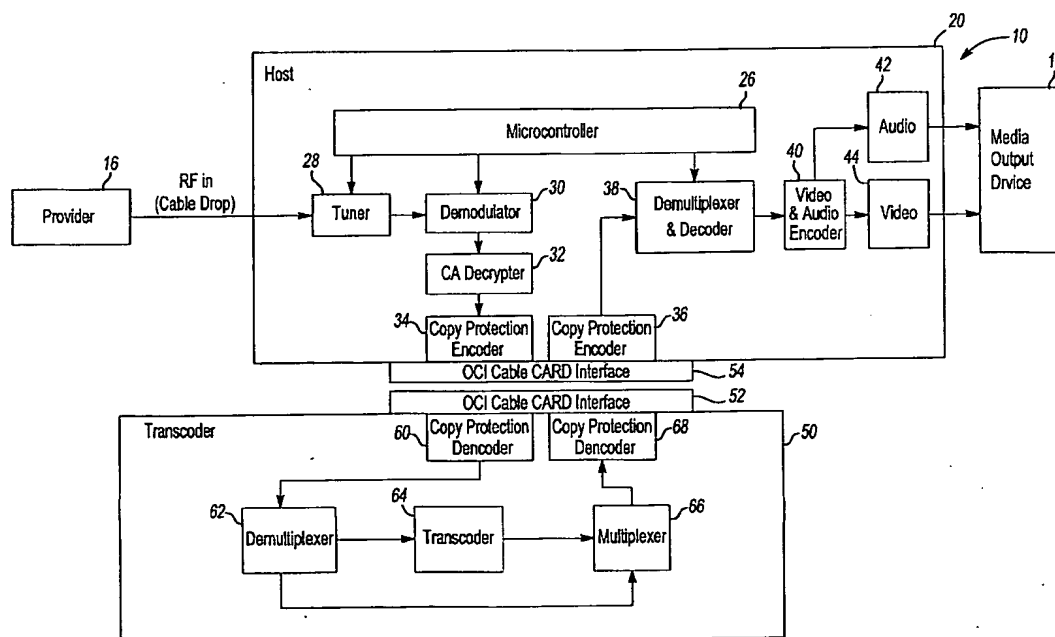 20
10
Host
42
1
26
Microcontroller
Audio
Media
Output
Drvice
16
RF in
(Cable Drop)
28
30
38
40
44
Provider
Tuner
Demodulator
Demultiplexer
& Decoder
Video
& Audio
Encoder
Video
32
CA Decrypter
34
36
Copy Protection
Encoder
Copy Protection
Encoder
OCI Cable CARD Interface
54
OCI Cable CARD Interface
52
Transcoder
60
Copy Protection
Dencoder
Copy Protection
Dencoder
68
50
62
64
66
Demultiplexer
Transcoder
Multiplexer